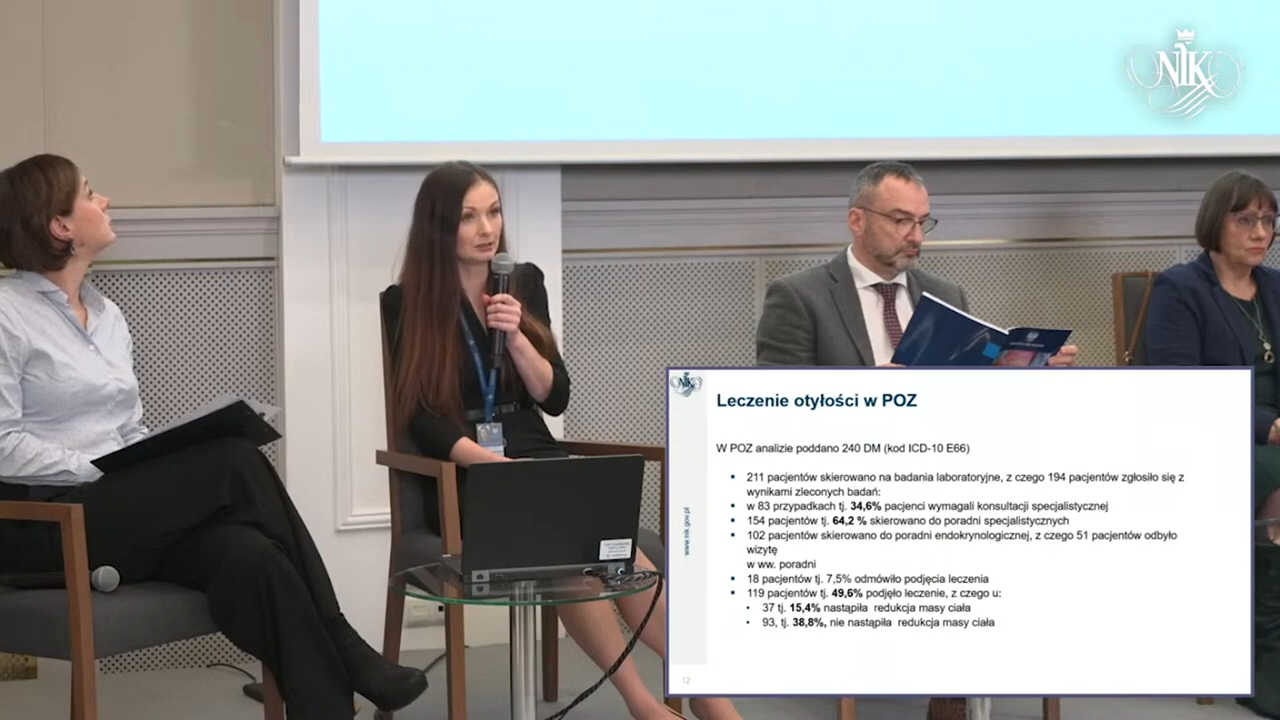 NIK
NIK
Leczenie otyłości w POZ
W POZ analizie poddano 240 DM (kod ICD-10 E66)
211 pacjentów skierowano na badania laboratoryjne, z czego 194 pacjentów zgłosiło się z
wynikami zleconych badań:
w 83 przypadkach tj. 34,6% pacjenci wymagali konsultacji specjalistycznej
154 pacjentów tj. 64,2 % skierowano do poradni specjalistycznych
102 pacjentów skierowano do poradni endokrynologicznej, z czego 51 pacjentów odbyło
wizytę
w ww. poradni
18 pacjentów tj. 7,5% odmówiło podjęcia leczenia
119 pacjentów tj. 49,6% podjęło leczenie, z czego u:
37 tj. 15,4% nastąpiła redukcja masy ciała
93, tj. 38,8%, nie nastąpiła redukcja masy ciała
www.nik.gov.pl
12